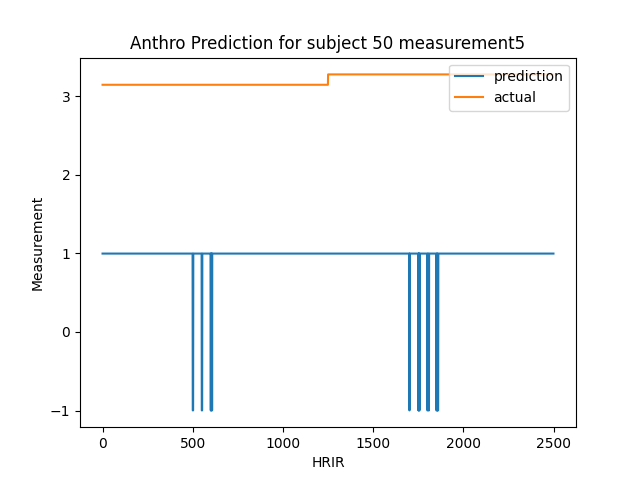 Anthro Prediction for subject 50 measurement5
prediction
actual
Measurement
3
2
1
0
−1
0 500 1000 1500 2000 2500
HRIR